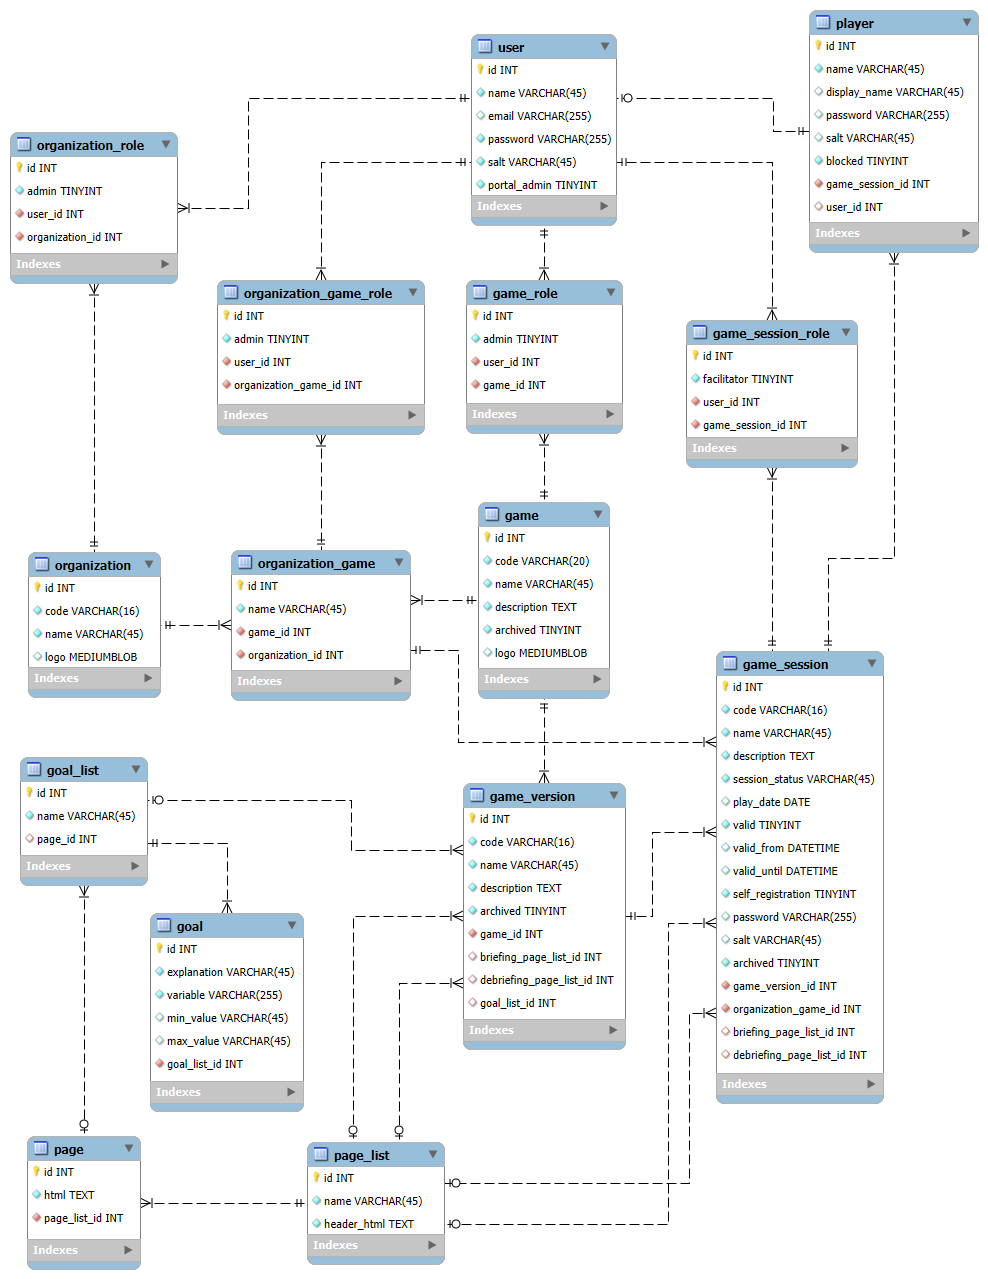 user
id INT
name VARCHAR(45)
email VARCHAR(255)
password VARCHAR(255)
salt VARCHAR(45)
portal_admin TINYINT
Indexes
player
id INT
name VARCHAR(45)
display_name VARCHAR(45)
password VARCHAR(255)
salt VARCHAR(45)
blocked TINYINT
game_session_id INT
user_id INT
Indexes
organization_role
id INT
admin TINYINT
user_id INT
organization_id INT
Indexes
organization_game_role
id INT
admin TINYINT
user_id INT
organization_game_id INT
Indexes
game_role
id INT
admin TINYINT
user_id INT
game_id INT
Indexes
game_session_role
id INT
facilitator TINYINT
user_id INT
game_session_id INT
Indexes
organization
id INT
code VARCHAR(16)
name VARCHAR(45)
logo MEDIUMBLOB
Indexes
organization_game
id INT
name VARCHAR(45)
game_id INT
organization_id INT
Indexes
game
id INT
code VARCHAR(20)
name VARCHAR(45)
description TEXT
archived TINYINT
logo MEDIUMBLOB
Indexes
game_session
id INT
code VARCHAR(16)
name VARCHAR(45)
description TEXT
session_status VARCHAR(45)
play_date DATE
valid TINYINT
valid_from DATETIME
valid_until DATETIME
self_registration TINYINT
password VARCHAR(255)
salt VARCHAR(45)
archived TINYINT
game_version_id INT
organization_game_id INT
briefing_page_list_id INT
debriefing_page_list_id INT
Indexes
goal_list
id INT
name VARCHAR(45)
page_id INT
Indexes
game_version
id INT
code VARCHAR(16)
name VARCHAR(45)
description TEXT
archived TINYINT
game_id INT
briefing_page_list_id INT
debriefing_page_list_id INT
goal_list_id INT
Indexes
goal
id INT
explanation VARCHAR(45)
variable VARCHAR(255)
min_value VARCHAR(45)
max_value VARCHAR(45)
goal_list_id INT
Indexes
page
id INT
html TEXT
page_list_id INT
Indexes
page_list
id INT
name VARCHAR(45)
header_html TEXT
Indexes